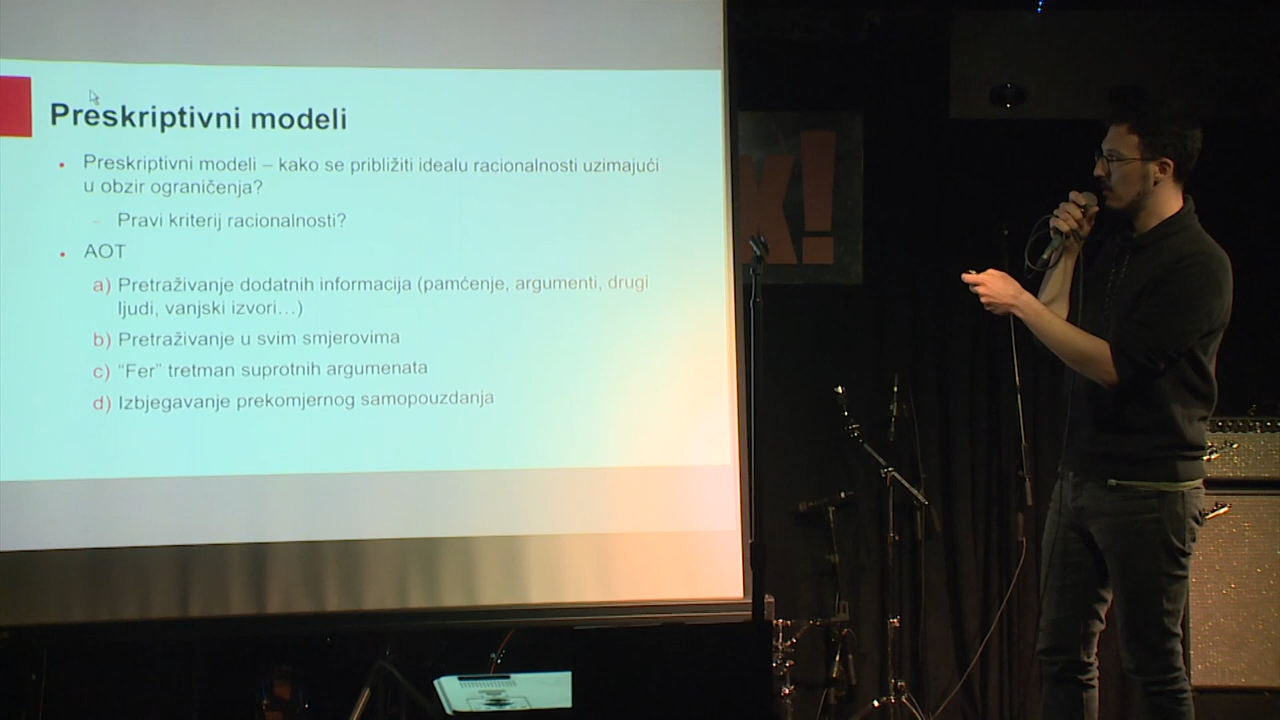 Preskriptivni modeli
• Preskriptivni modeli – kako se približiti idealu racionalnosti uzimajući
u obzir ograničenja?
– Pravi kriterij racionalnosti?
• AOT
a) Pretraživanje dodatnih informacija (pamćenje, argumenti, drugi
ljudi, vanjski izvori…)
b) Pretraživanje u svim smjerovima
c) “Fer” tretman suprotnih argumenata
d) Izbjegavanje prekomjernog samopouzdanja
k!